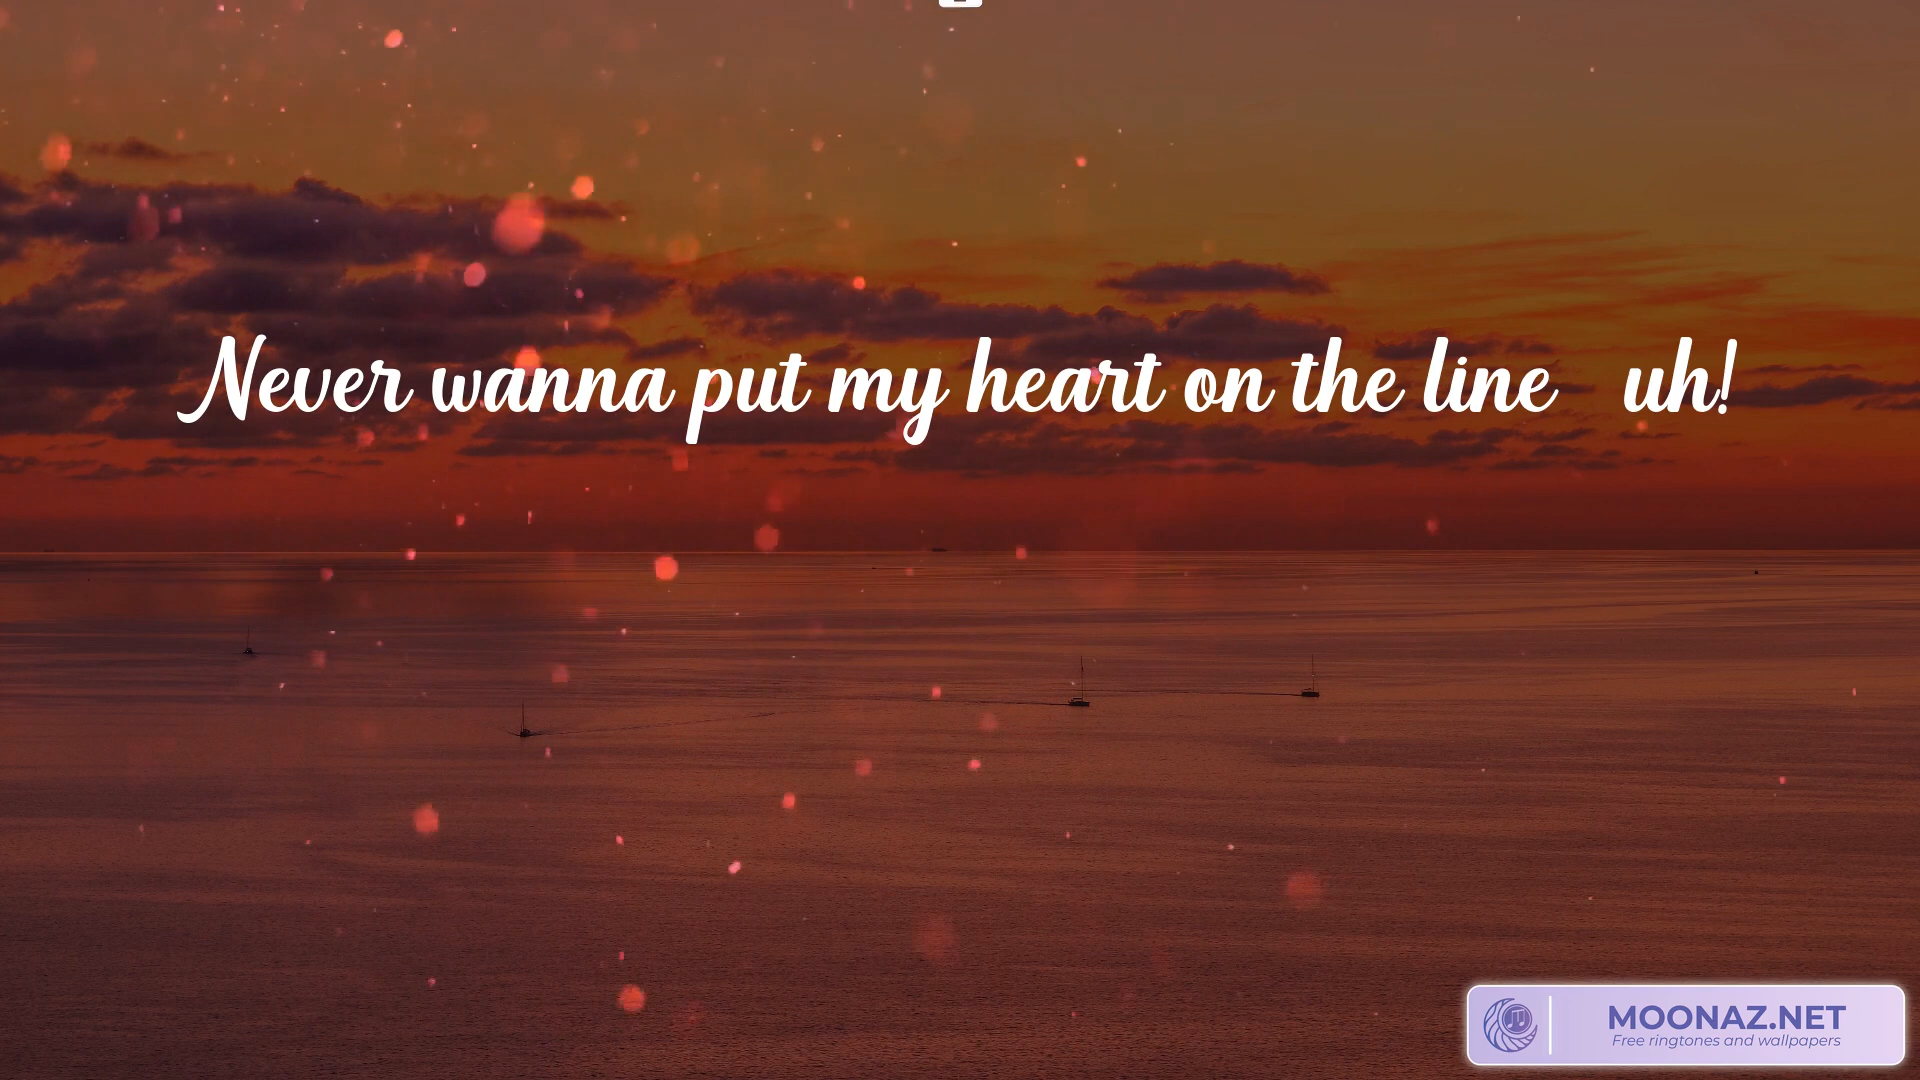 Never wanna put my heart on the line uh!
MOONAZ.NET
Free ringtones and wallpapers